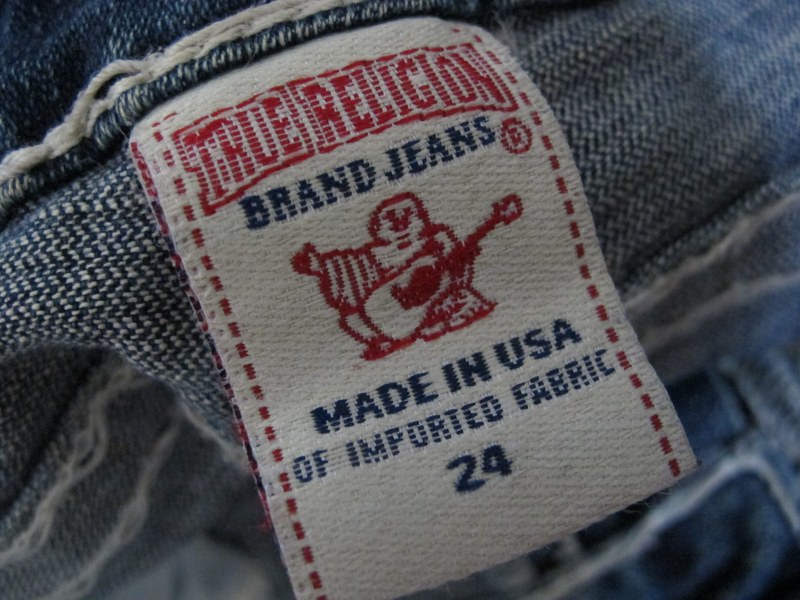 TRUE RELIGION
BRAND JEANS ®
MADE IN USA
OF IMPORTED FABRIC
24